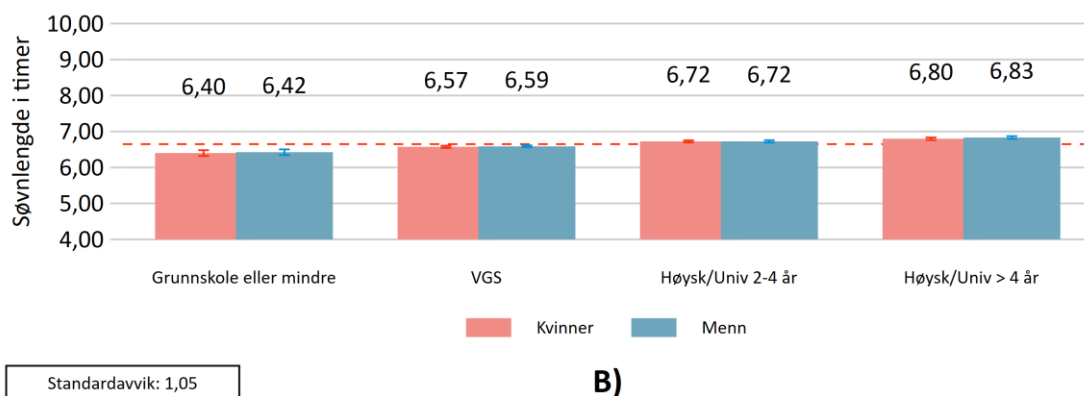 Søvnlengde i timer
10,00
9,00
8,00
7,00
6,00
5,00
4,00
6,40 6,42 6,57 6,59 6,72 6,72 6,80 6,83
Grunnskole eller mindre VGS Høysk/Univ 2-4 år Høysk/Univ > 4 år
Kvinner Menn
Standardavvik: 1,05
B)